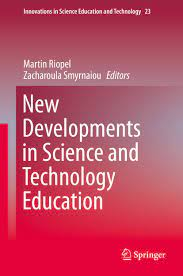 Innovations in Science Education and Technology 23
Martin Riopel
Zacharoula Smyrnaiou Editors
New
Developments
in Science and
Technology
Education
Springer